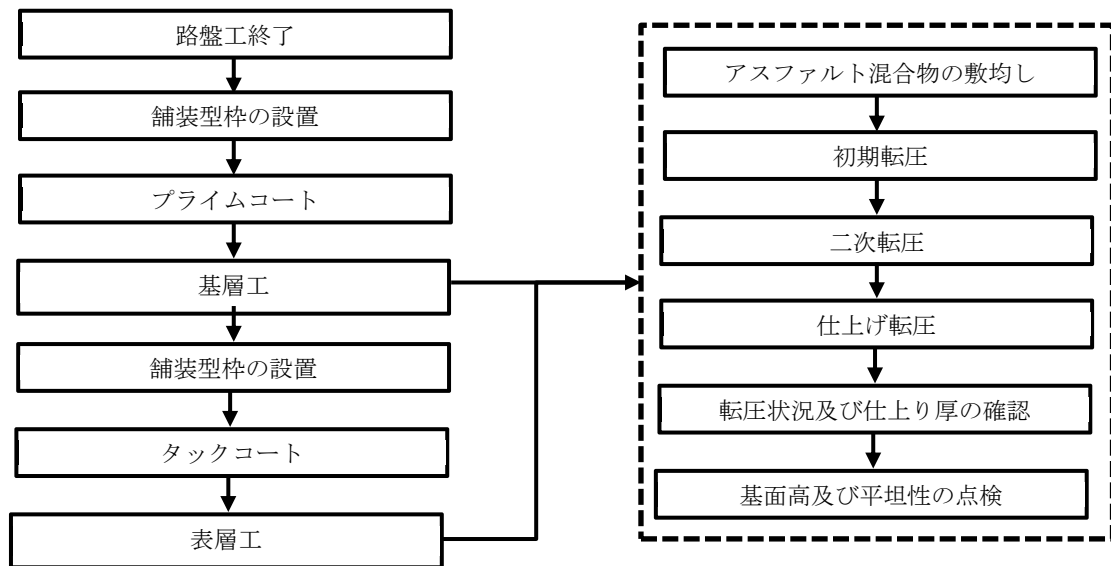 路盤工終了
舗装型枠の設置
プライムコート
基層工
舗装型枠の設置
タックコート
表層工
アスファルト混合物の敷均し
初期転圧
二次転圧
仕上げ転圧
転圧状況及び仕上り厚の確認
基面高及び平坦性の点検